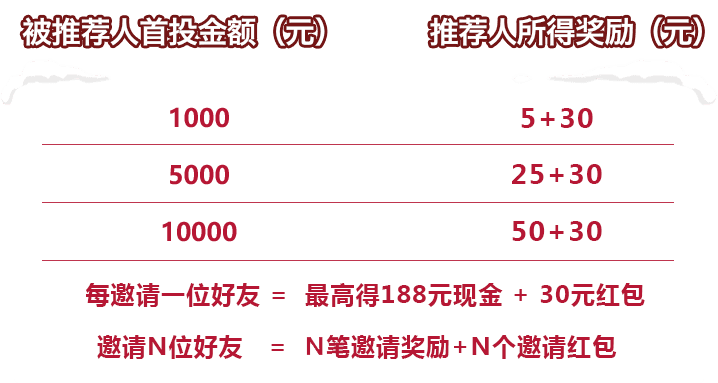 被推荐人首投金额（元） 推荐人所得奖励（元）
1000 5+30
5000 25+30
10000 50+30
每邀请一位好友 = 最高得188元现金 + 30元红包
邀请N位好友 = N笔邀请奖励+N个邀请红包